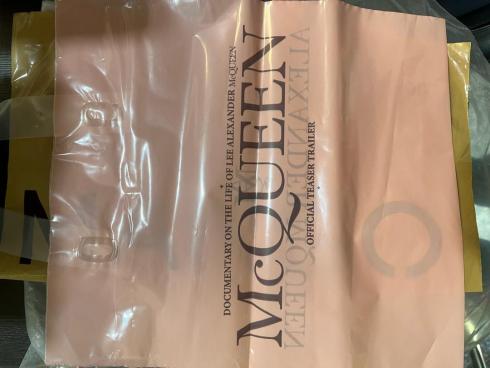 DOCUMENTARY ON THE LIFE OF LEE ALEXANDER McQUEEN
McQUEEN
ALEXANDER McQUEEN
OFFICIAL TEASER TRAILER